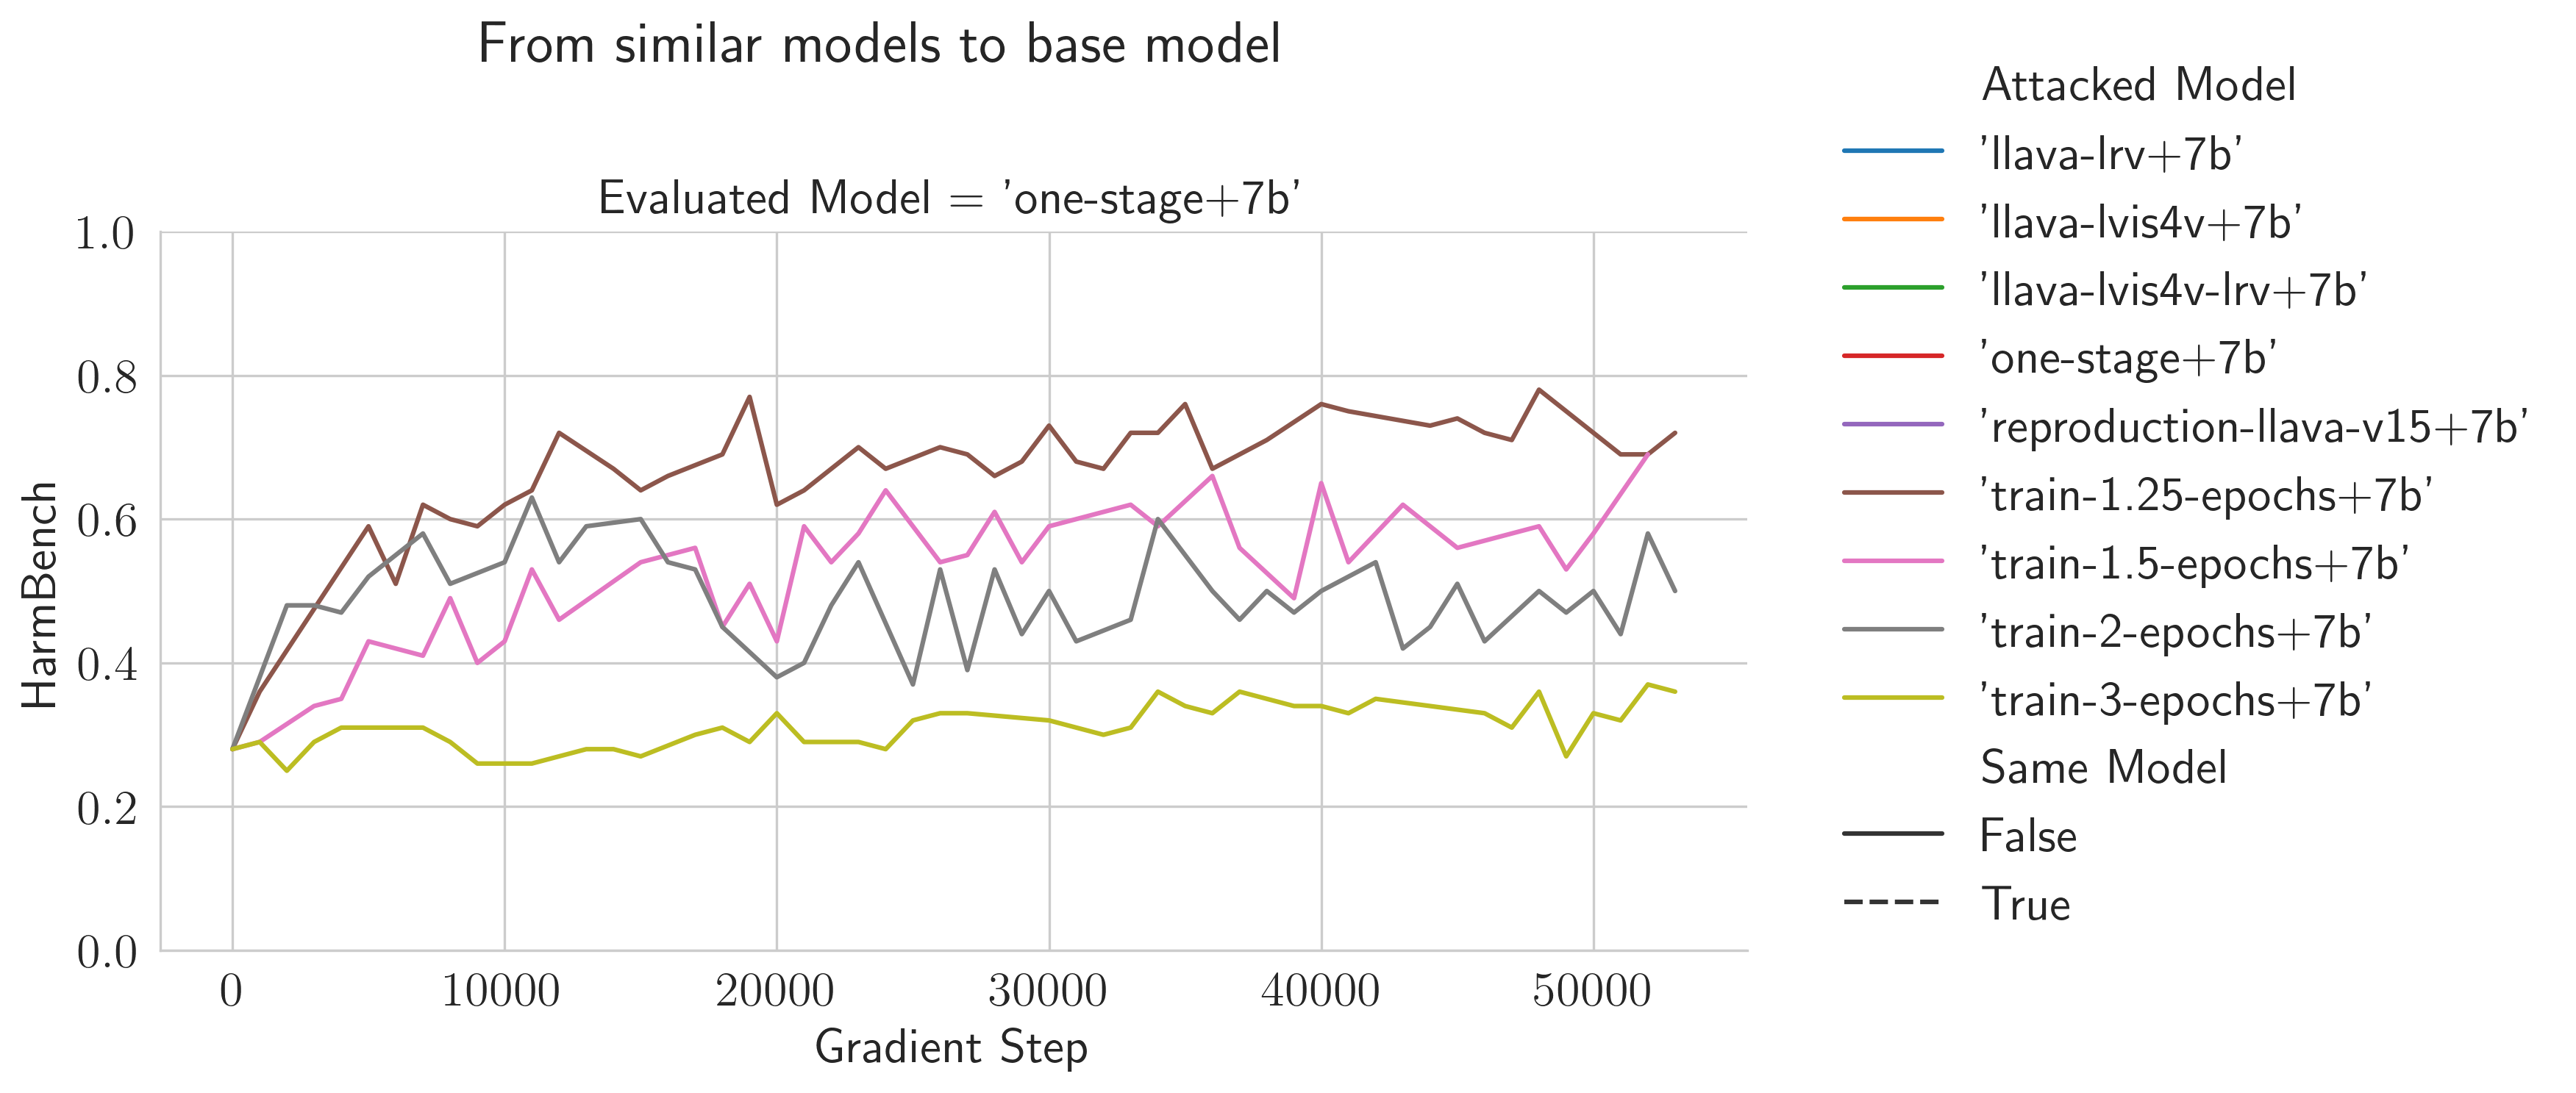 From similar models to base model
Evaluated Model = 'one-stage+7b'
1.0
0.8
0.6
0.4
0.2
0.0
HarmBench
0 10000 20000 30000 40000 50000
Gradient Step
Attacked Model
'llava-lrv+7b'
'llava-lvis4v+7b'
'llava-lvis4v-lrv+7b'
'one-stage+7b'
'reproduction-llava-v15+7b'
'train-1.25-epochs+7b'
'train-1.5-epochs+7b'
'train-2-epochs+7b'
'train-3-epochs+7b'
Same Model
False
True